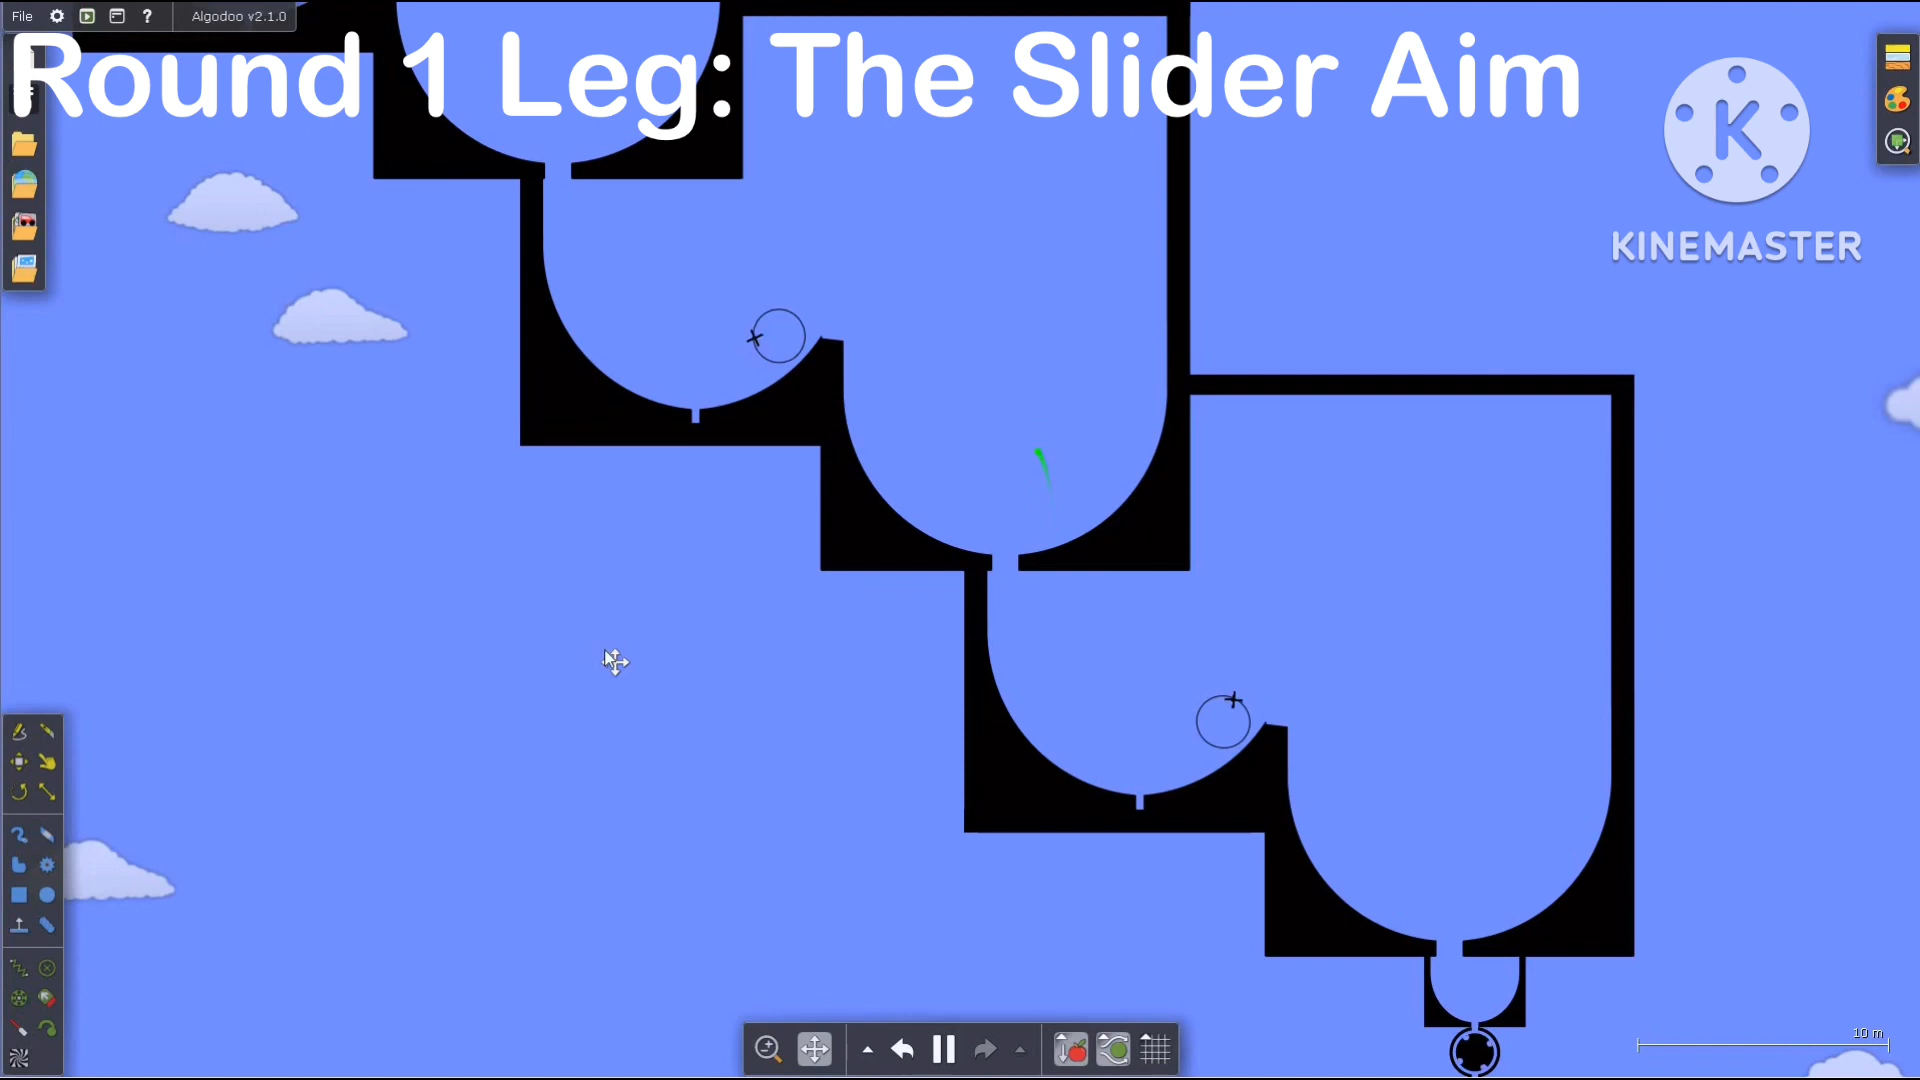 File ? Algodoo v2.1.0
Round 1 Leg: The Slider Aim
K
KINEMASTER
10 m